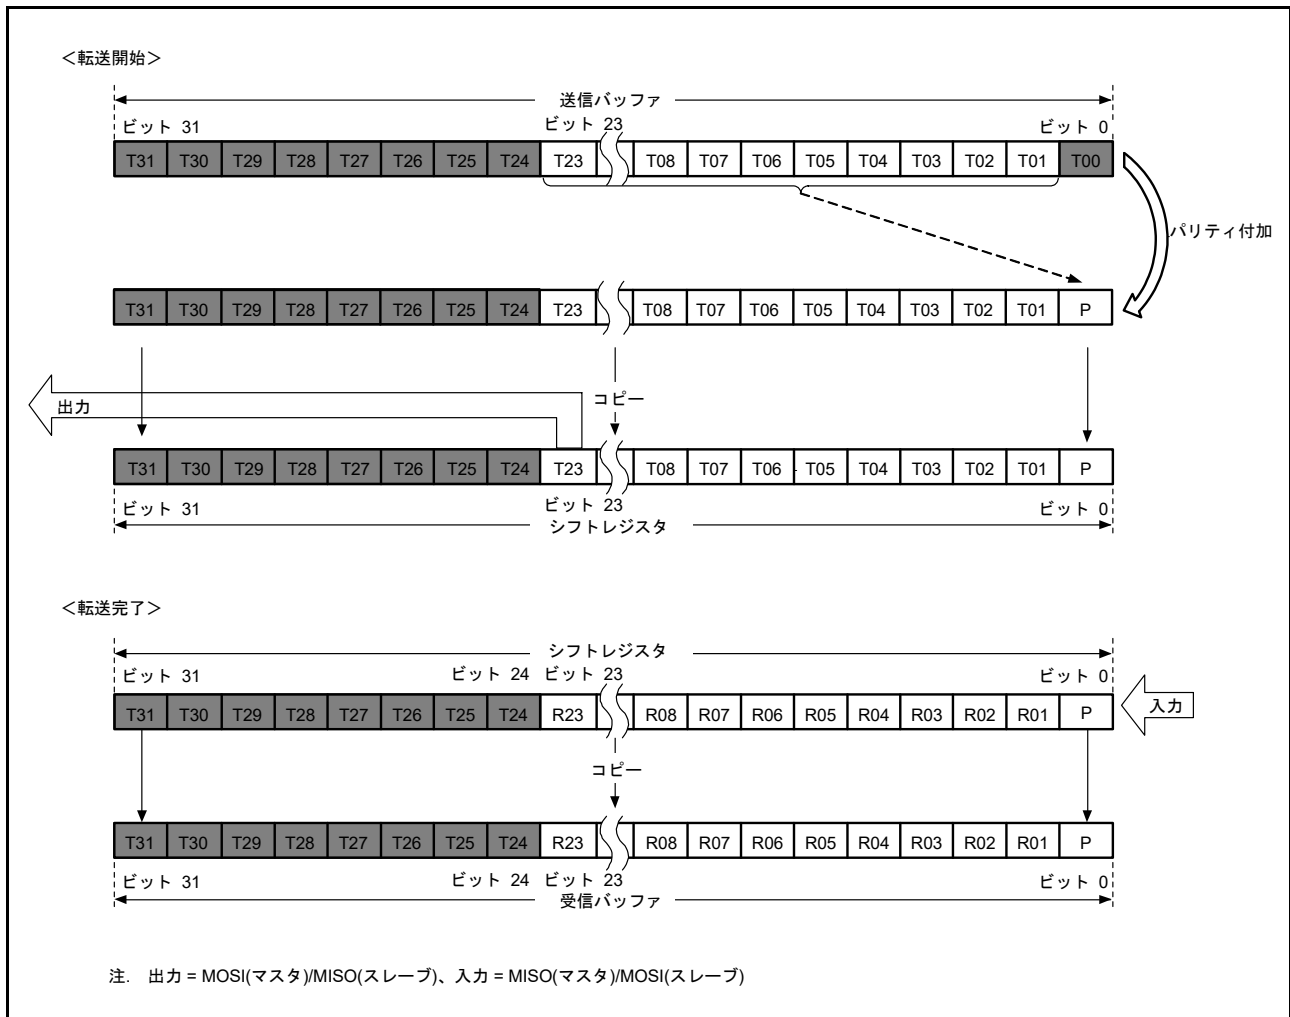 ＜転送開始＞
送信バッファ
ビット 31 ビット 23 ビット 0
T31 T30 T29 T28 T27 T26 T25 T24 T23 T08 T07 T06 T05 T04 T03 T02 T01 T00
パリティ付加
T31 T30 T29 T28 T27 T26 T25 T24 T23 T08 T07 T06 T05 T04 T03 T02 T01 P
出力 コピー
T31 T30 T29 T28 T27 T26 T25 T24 T23 T08 T07 T06 T05 T04 T03 T02 T01 P
ビット 31 ビット 23 ビット 0
シフトレジスタ
＜転送完了＞
シフトレジスタ
ビット 31 ビット 24 ビット 23 ビット 0
T31 T30 T29 T28 T27 T26 T25 T24 R23 R08 R07 R06 R05 R04 R03 R02 R01 P 入力
コピー
T31 T30 T29 T28 T27 T26 T25 T24 R23 R08 R07 R06 R05 R04 R03 R02 R01 P
ビット 31 ビット 24 ビット 23 ビット 0
受信バッファ
注. 出力 = MOSI(マスタ)/MISO(スレーブ)、入力 = MISO(マスタ)/MOSI(スレーブ)